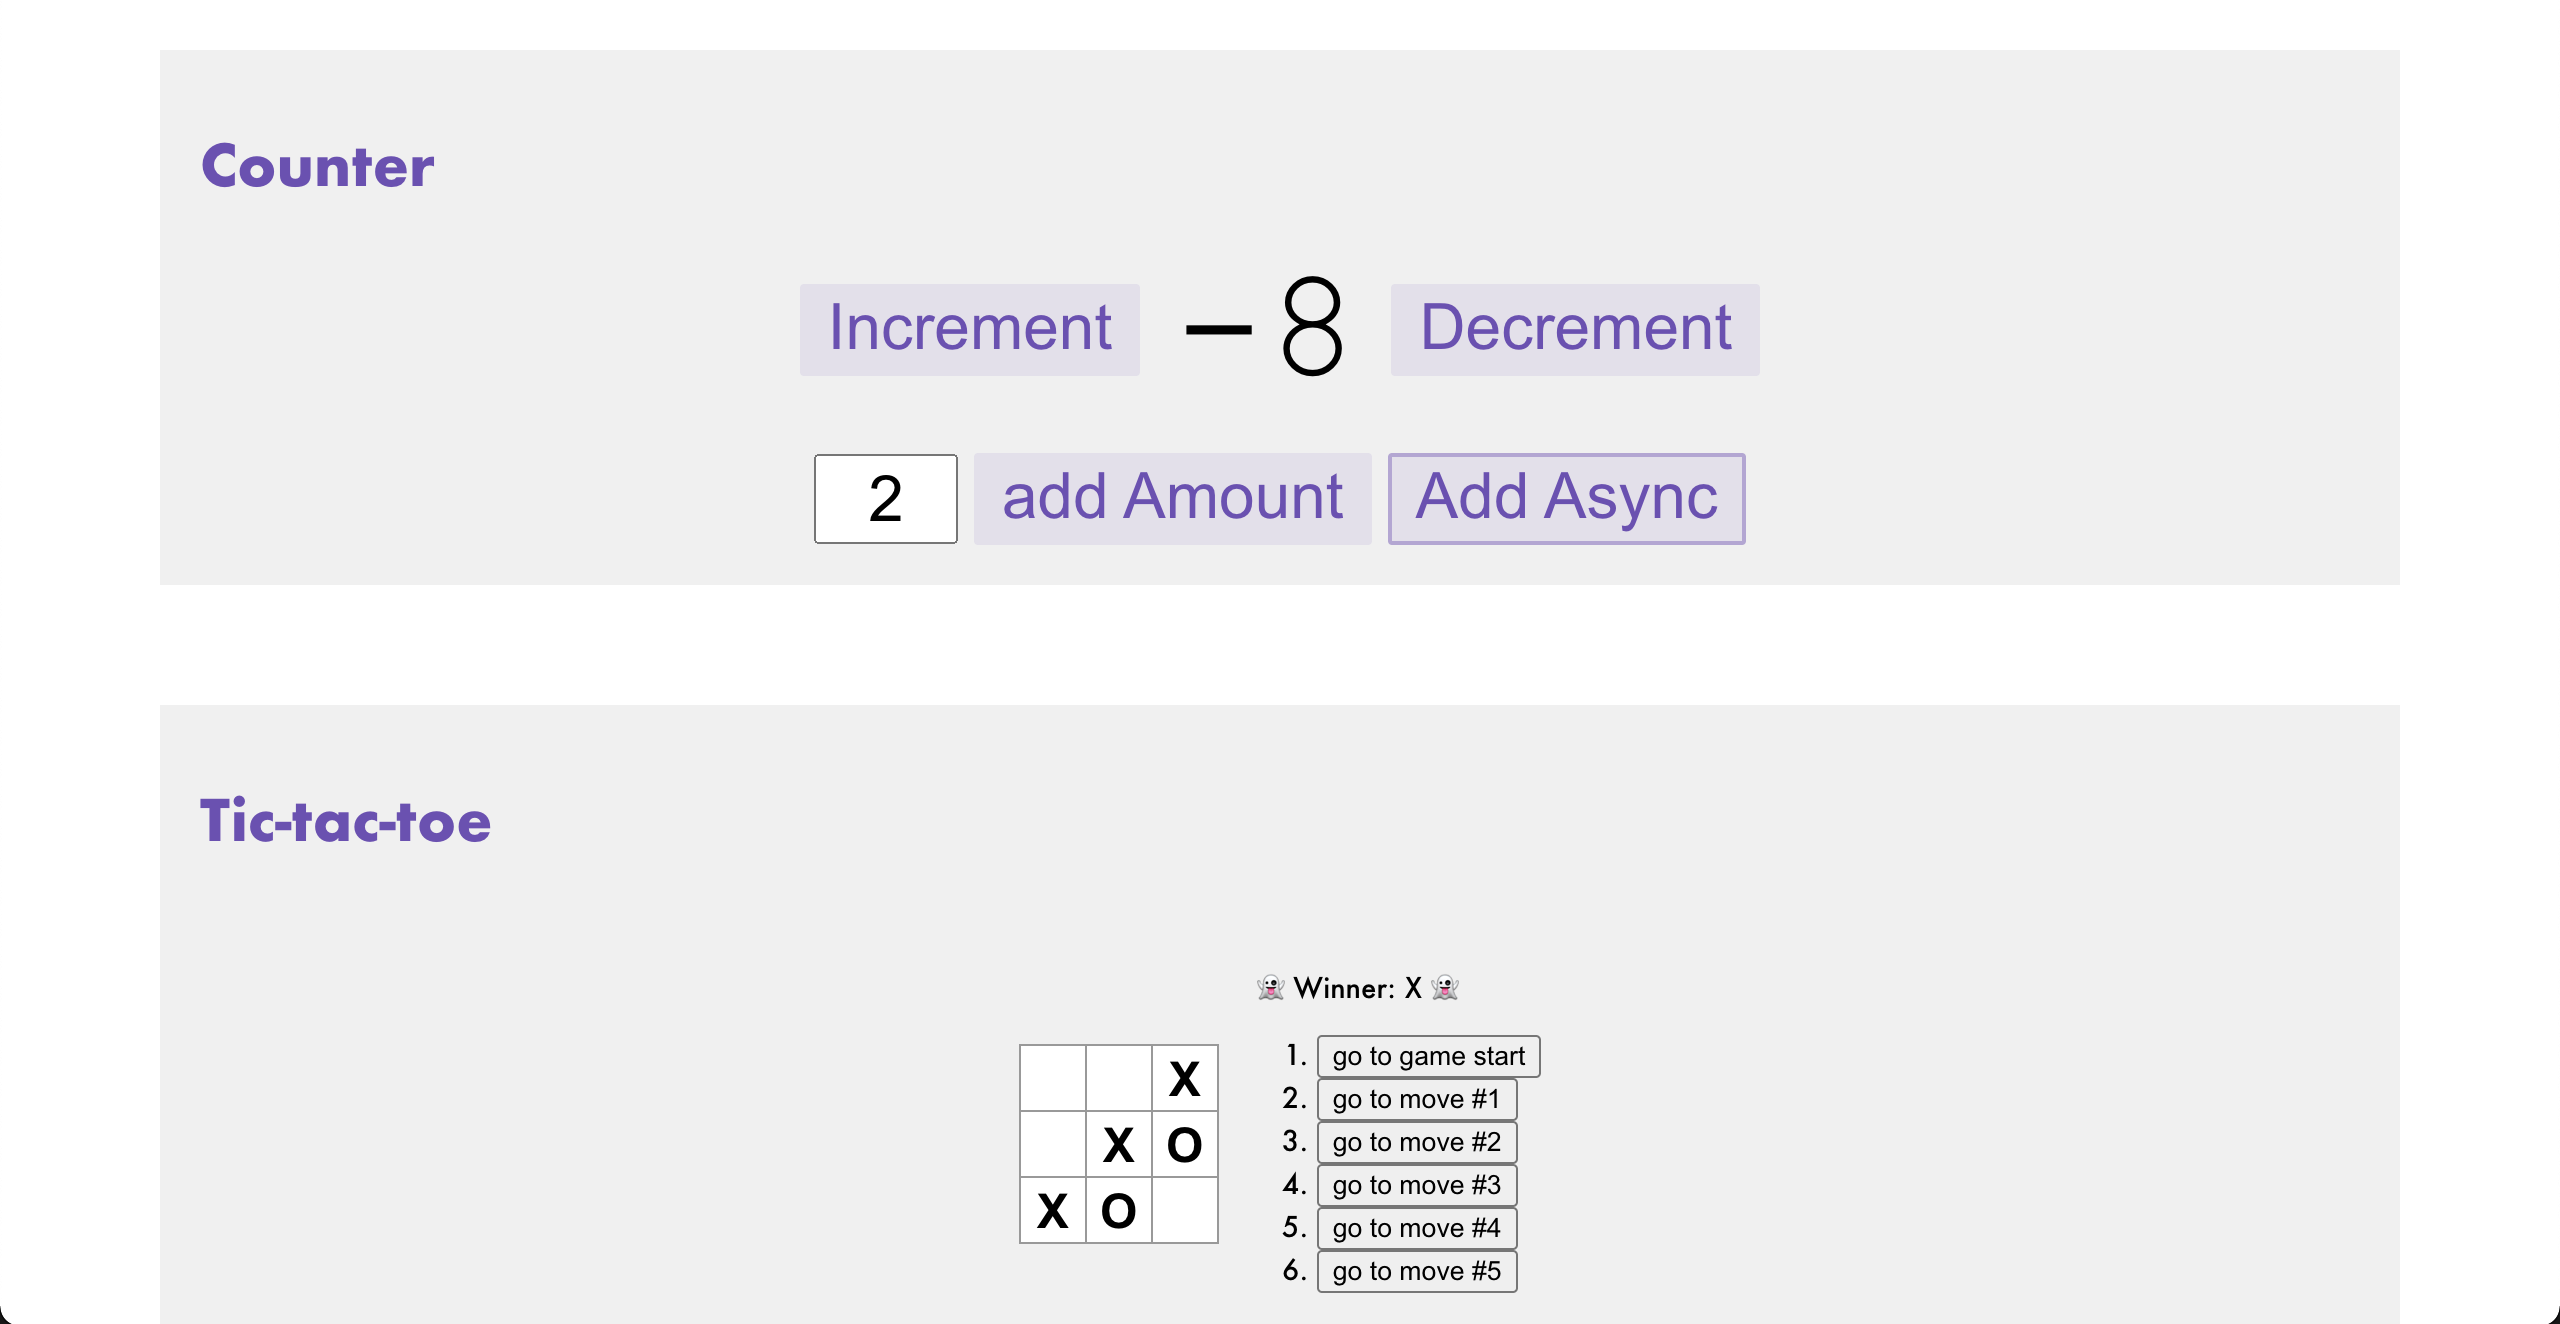 Counter
Increment −8 Decrement
2 add Amount Add Async
Tic-tac-toe
👻 Winner: X 👻
X
X O
X O
1. go to game start
2. go to move #1
3. go to move #2
4. go to move #3
5. go to move #4
6. go to move #5